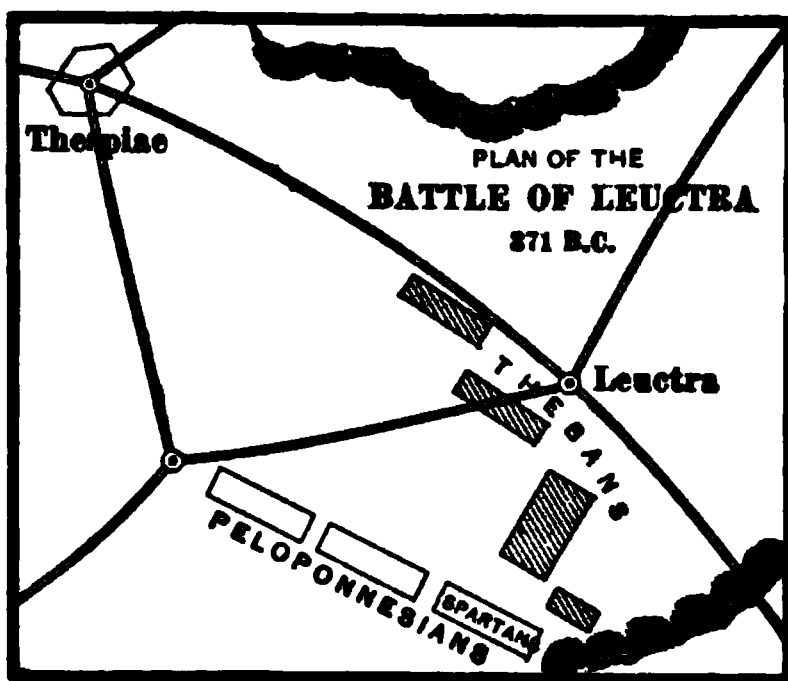 Thespiae
PLAN OF THE
BATTLE OF LEUCTRA
371 B.C.
THEBANS
Leuctra
PELOPONNESIANS
SPARTANS